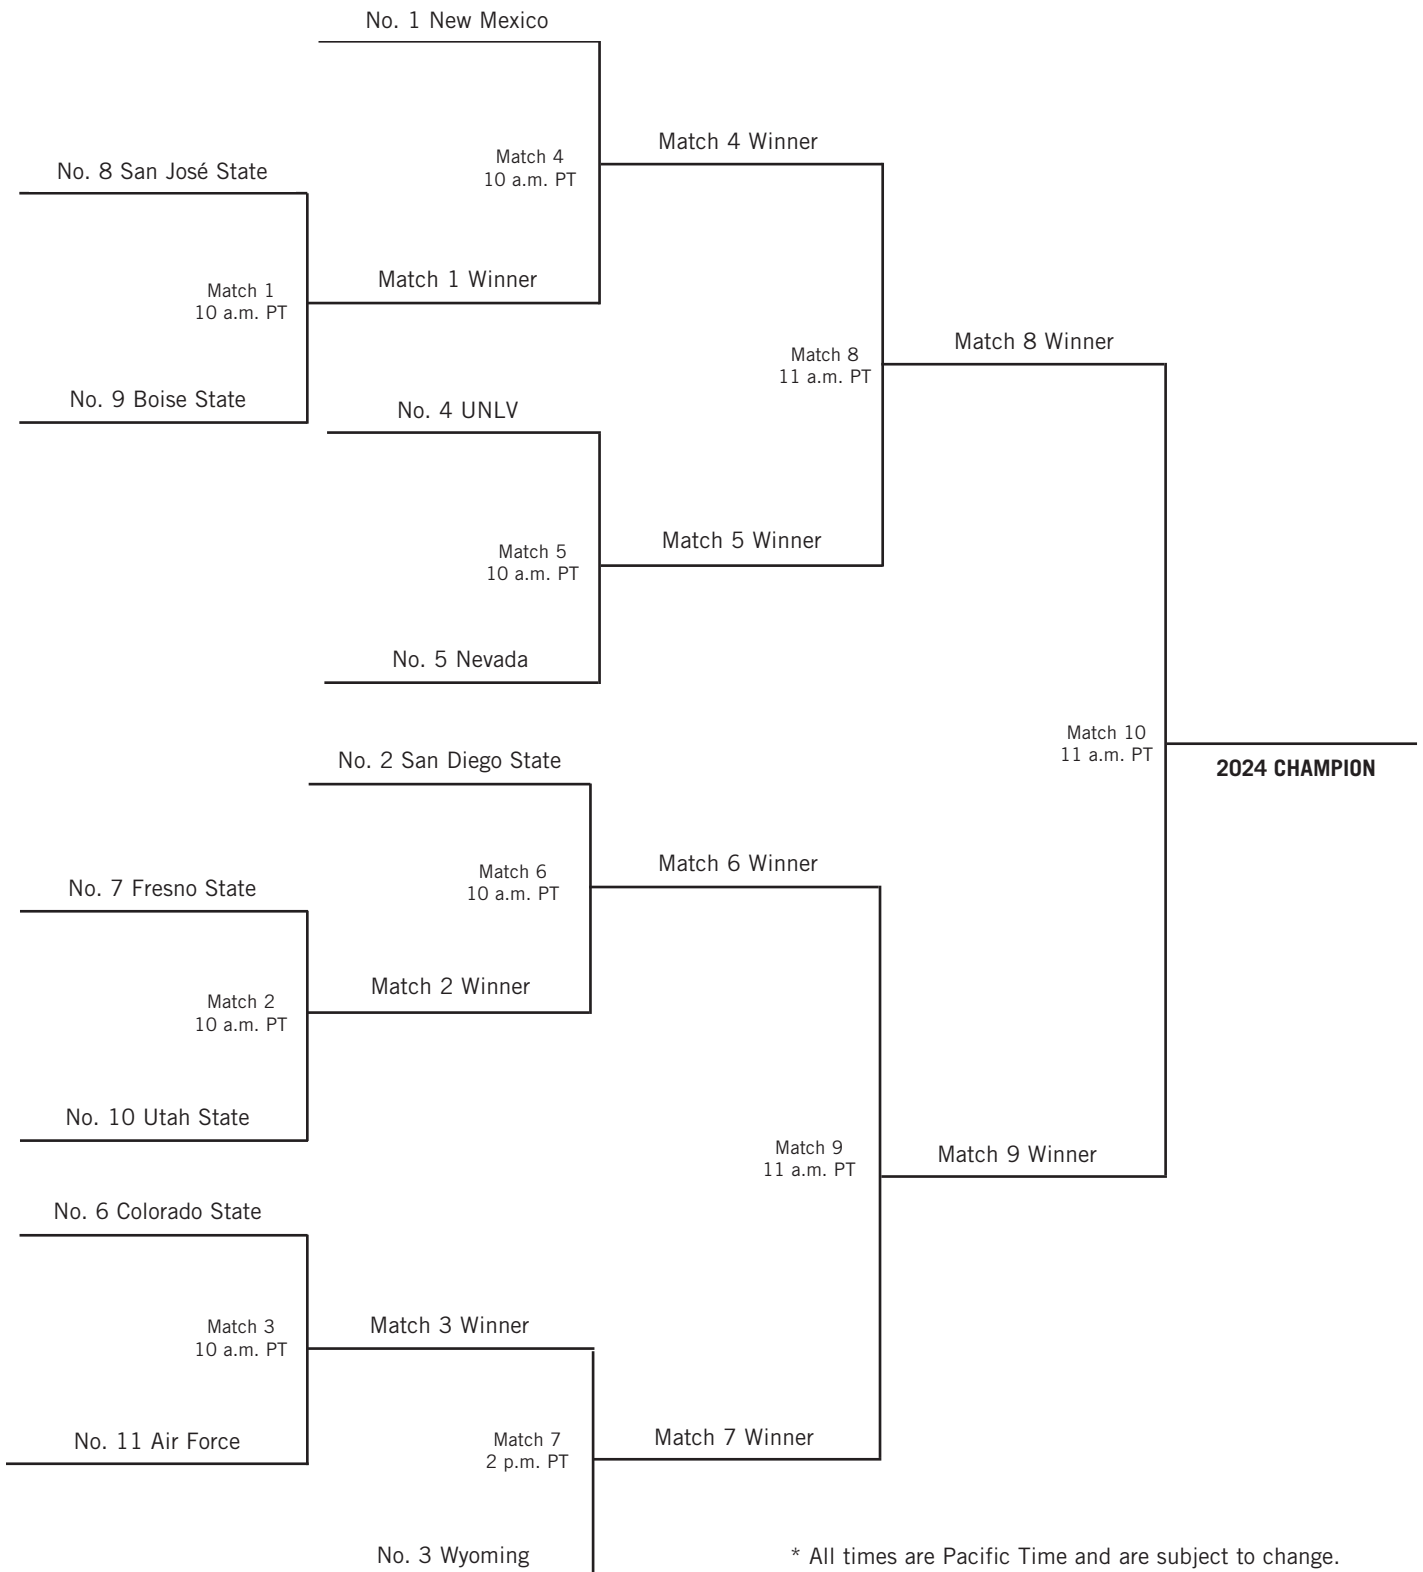 No. 1 New Mexico
Match 4 Winner
Match 4
10 a.m. PT
No. 8 San José State
Match 1 Winner
Match 1
10 a.m. PT
Match 8 Winner
Match 8
11 a.m. PT
No. 9 Boise State
No. 4 UNLV
Match 5 Winner
Match 5
10 a.m. PT
No. 5 Nevada
Match 10
11 a.m. PT
2024 CHAMPION
No. 2 San Diego State
Match 6 Winner
Match 6
10 a.m. PT
No. 7 Fresno State
Match 2 Winner
Match 2
10 a.m. PT
No. 10 Utah State
Match 9
11 a.m. PT
Match 9 Winner
No. 6 Colorado State
Match 3 Winner
Match 3
10 a.m. PT
No. 11 Air Force
Match 7
2 p.m. PT
Match 7 Winner
No. 3 Wyoming
* All times are Pacific Time and are subject to change.